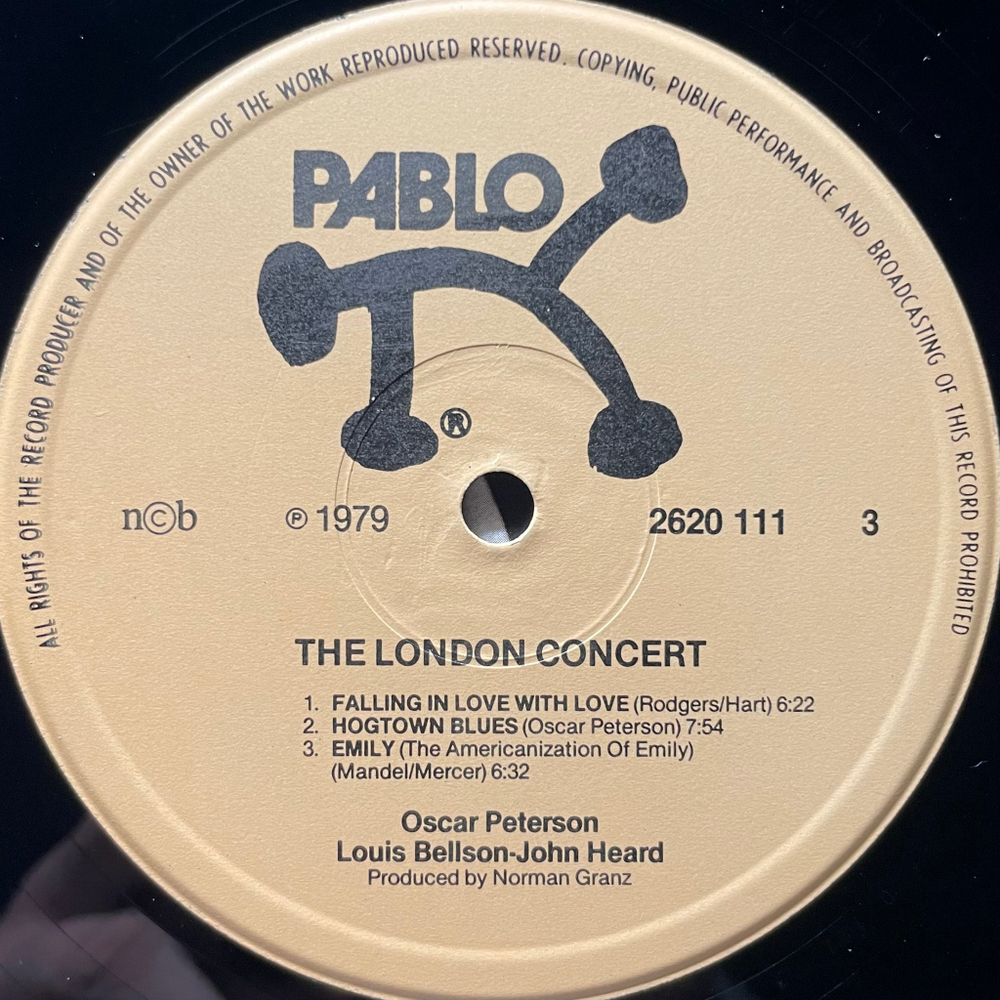 ALL RIGHTS OF THE RECORD PRODUCER AND OF THE OWNER OF THE WORK REPRODUCED RESERVED. COPYING, PUBLIC PERFORMANCE AND BROADCASTING OF THIS RECORD PROHIBITED
PABLO
®
n©b ℗ 1979 2620 111 3
THE LONDON CONCERT
1. FALLING IN LOVE WITH LOVE (Rodgers/Hart) 6:22
2. HOGTOWN BLUES (Oscar Peterson) 7:54
3. EMILY (The Americanization Of Emily)
(Mandel/Mercer) 6:32
Oscar Peterson
Louis Bellson-John Heard
Produced by Norman Granz